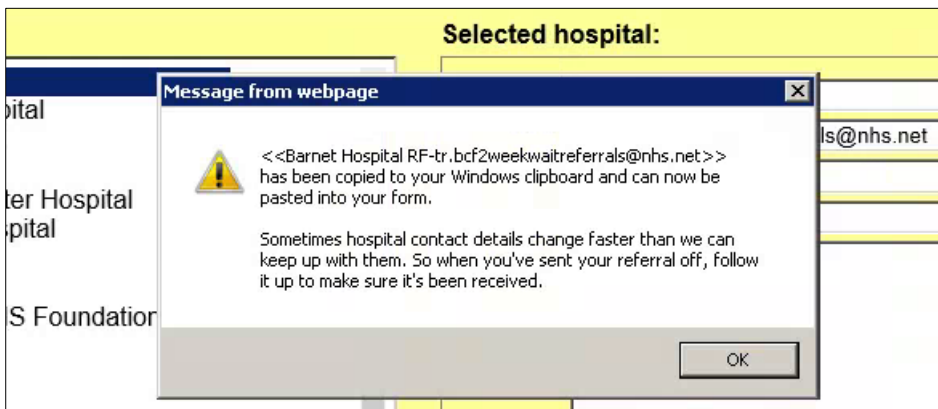 Selected hospital:
Message from webpage
pital
ls@nhs.net
<<Barnet Hospital RF-tr.bcf2weekwaitreferrals@nhs.net>>
has been copied to your Windows clipboard and can now be
pasted into your form.
ter Hospital
spital
Sometimes hospital contact details change faster than we can
keep up with them. So when you've sent your referral off, follow
it up to make sure it's been received.
IS Foundation
OK